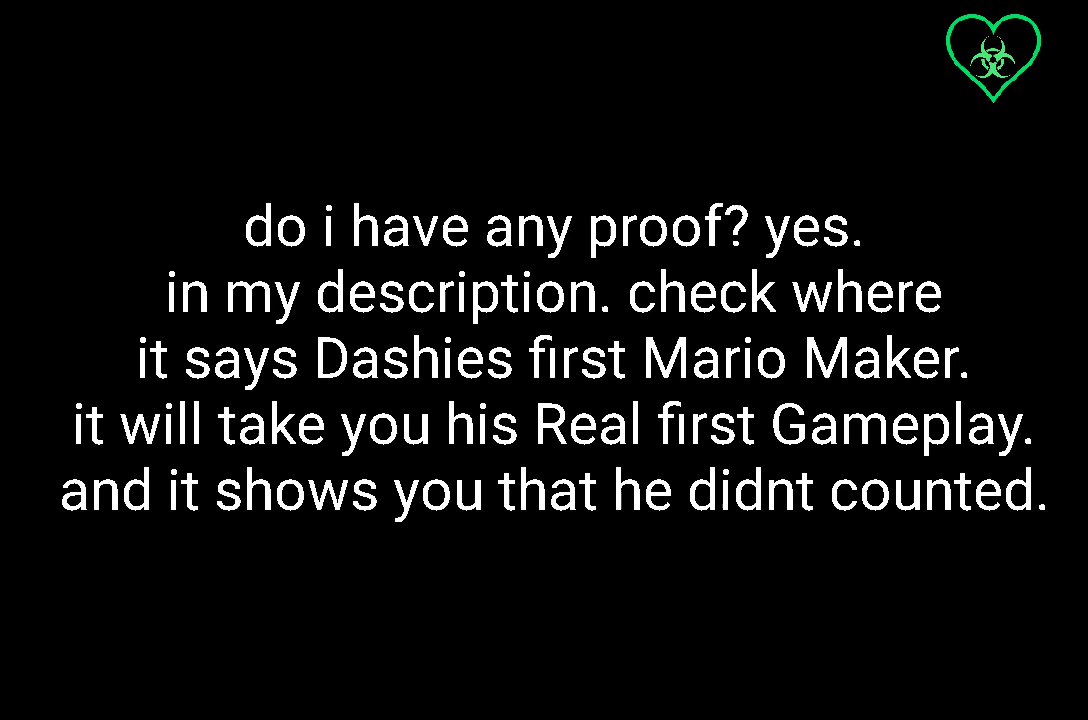 do i have any proof? yes.
in my description. check where
it says Dashies first Mario Maker.
it will take you his Real first Gameplay.
and it shows you that he didnt counted.